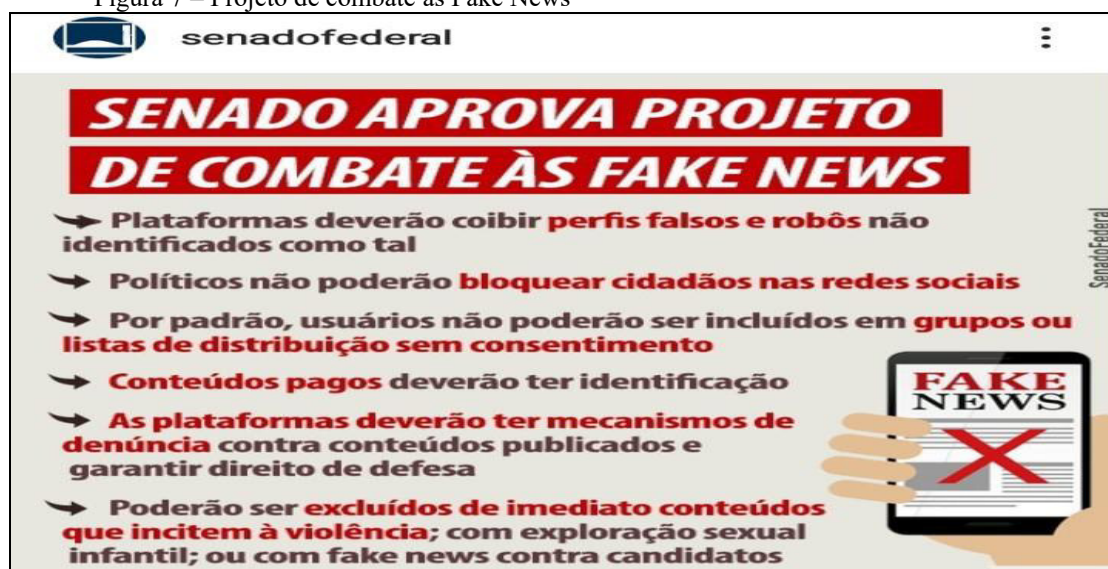 Figura 7 – Projeto de combate às Fake News
senadofederal
SENADO APROVA PROJETO
DE COMBATE ÀS FAKE NEWS
Plataformas deverão coibir perfis falsos e robôs não
identificados como tal
Políticos não poderão bloquear cidadãos nas redes sociais
Por padrão, usuários não poderão ser incluídos em grupos ou
listas de distribuição sem consentimento
Conteúdos pagos deverão ter identificação
As plataformas deverão ter mecanismos de
denúncia contra conteúdos publicados e
garantir direito de defesa
Poderão ser excluídos de imediato conteúdos
que incitem à violência; com exploração sexual
infantil; ou com fake news contra candidatos
SenadoFederal
FAKE
NEWS